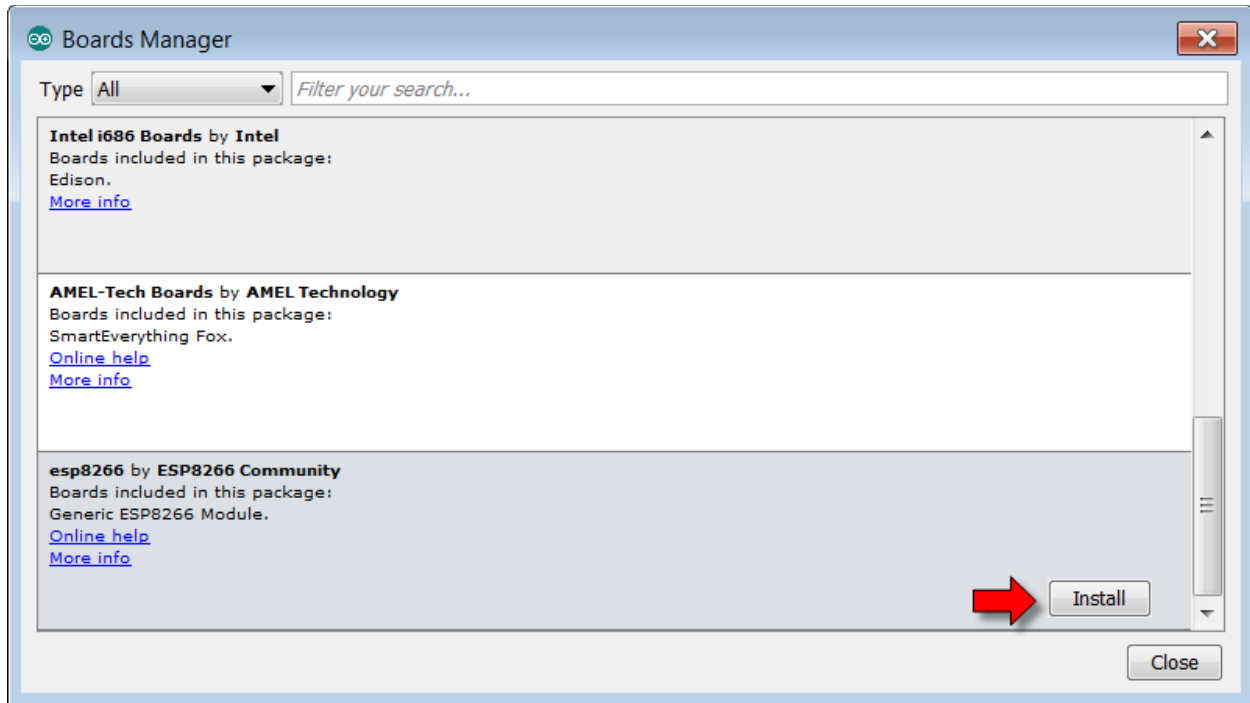 Boards Manager
Type All Filter your search...
Intel i686 Boards by Intel
Boards included in this package:
Edison.
More info
AMEL-Tech Boards by AMEL Technology
Boards included in this package:
SmartEverything Fox.
Online help
More info
esp8266 by ESP8266 Community
Boards included in this package:
Generic ESP8266 Module.
Online help
More info
Install
Close